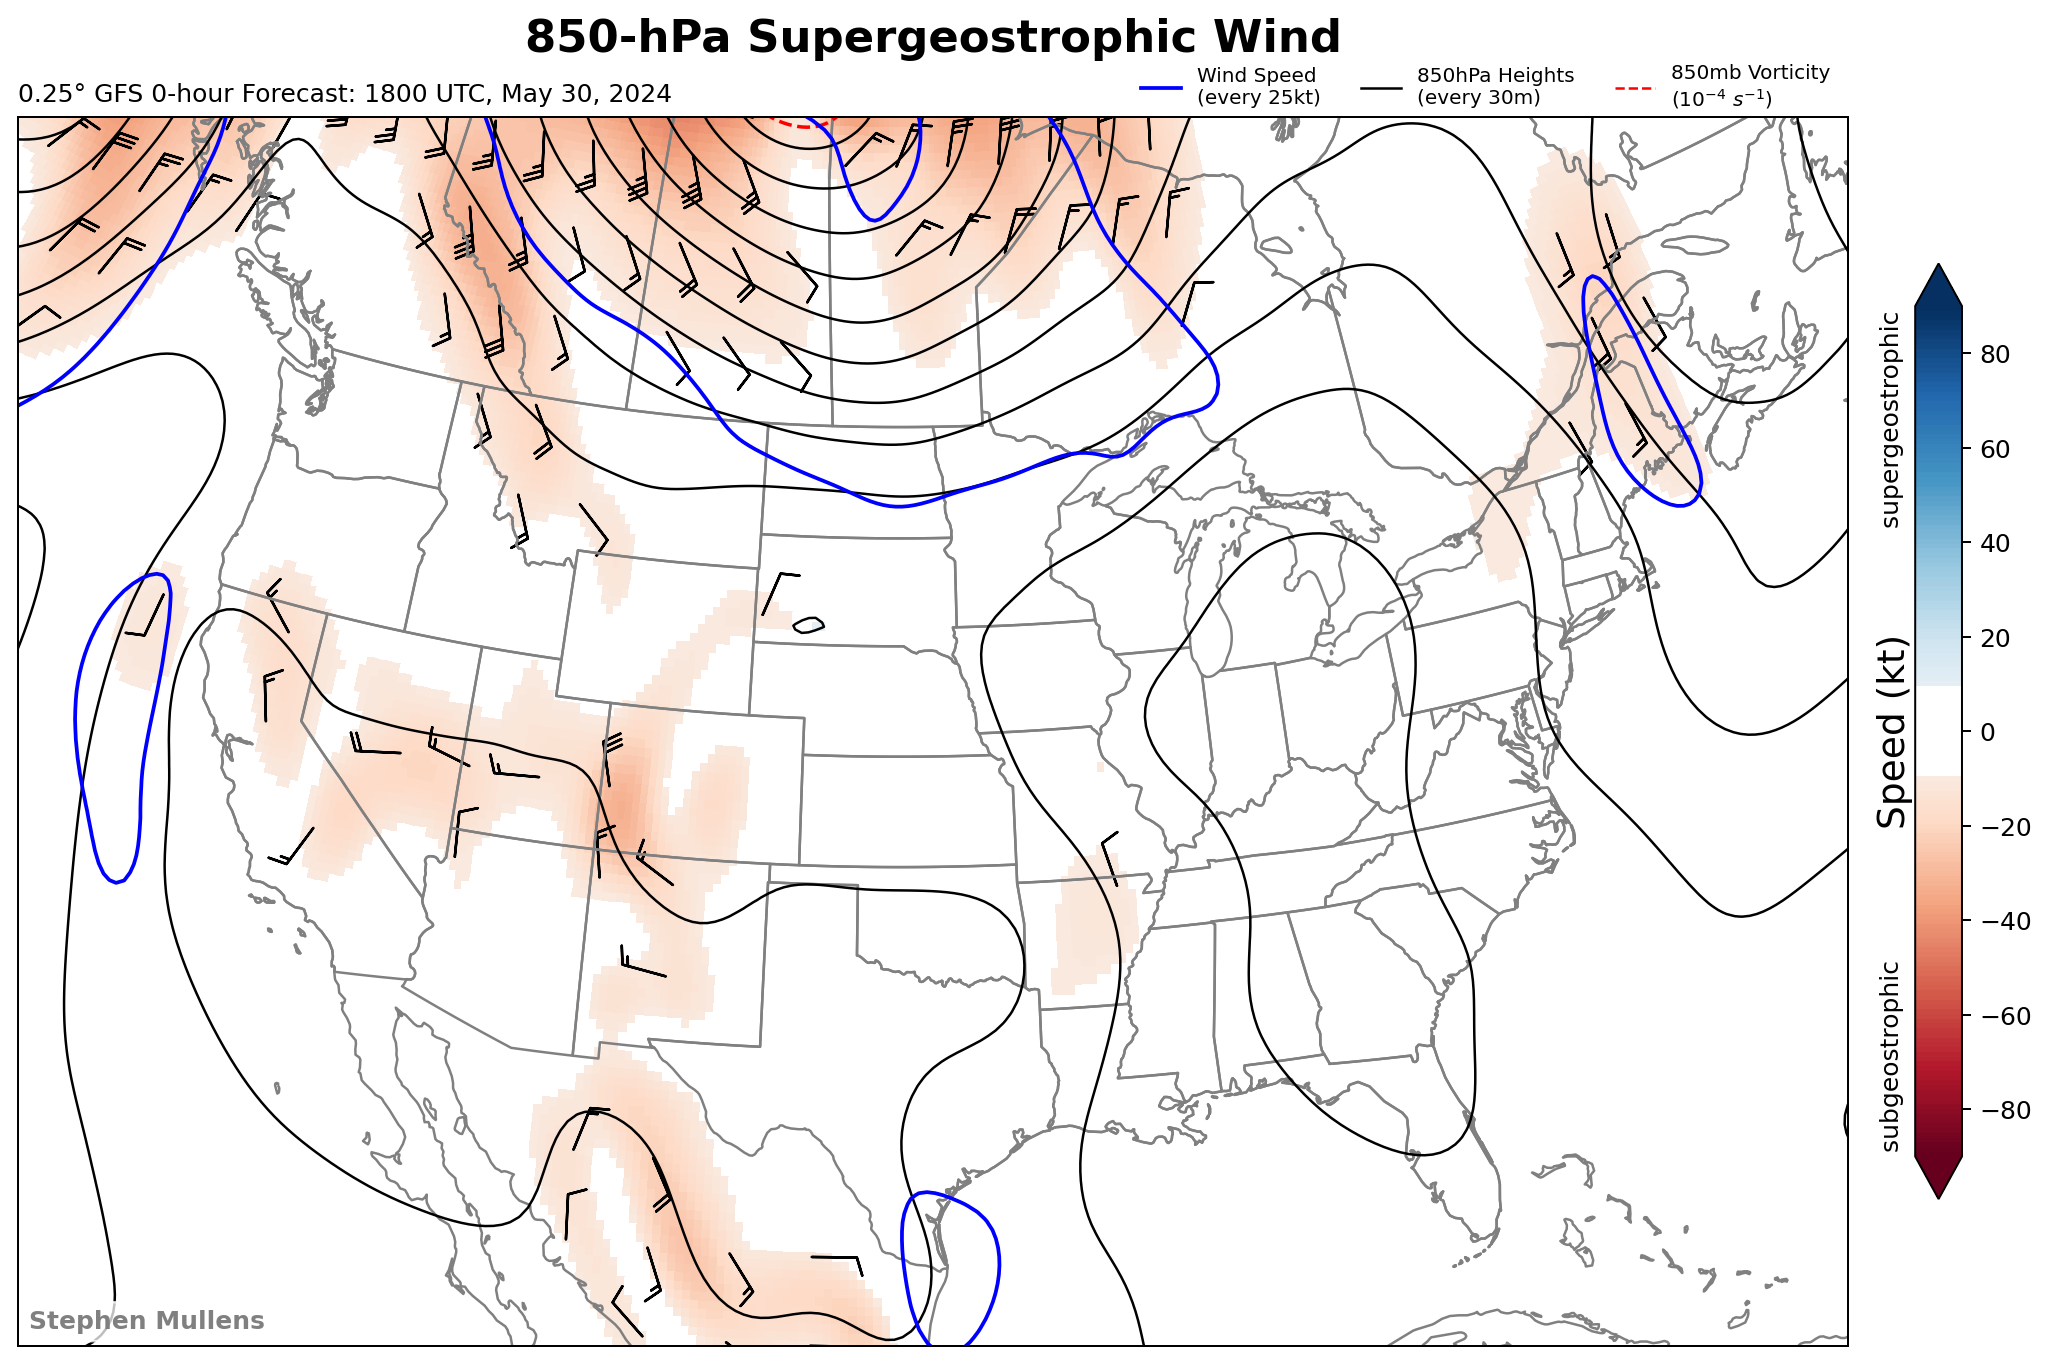 850-hPa Supergeostrophic Wind
0.25° GFS 0-hour Forecast: 1800 UTC, May 30, 2024
Wind Speed
(every 25kt)
850hPa Heights
(every 30m)
850mb Vorticity
(10⁻⁴ s⁻¹)
supergeostrophic
Speed (kt)
subgeostrophic
80
60
40
20
0
−20
−40
−60
−80
Stephen Mullens